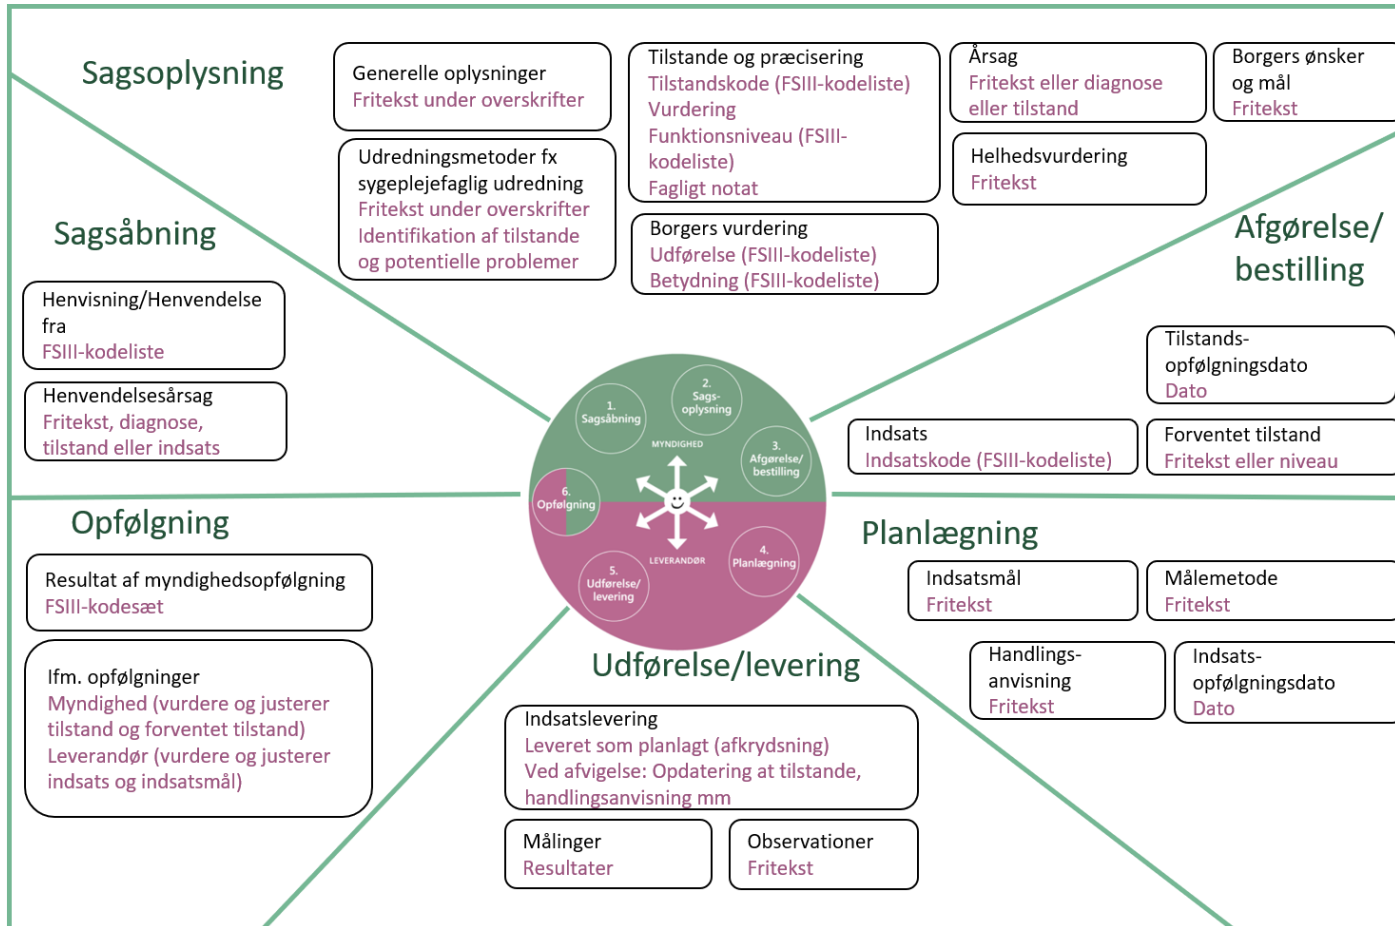 Sagsoplysning
Generelle oplysninger
Fritekst under overskrifter
Udredningsmetoder fx
sygeplejefaglig udredning
Fritekst under overskrifter
Identifikation af tilstande
og potentielle problemer
Tilstande og præcisering
Tilstandskode (FSIII-kodeliste)
Vurdering
Funktionsniveau (FSIII-
kodeliste)
Fagligt notat
Borgers vurdering
Udførelse (FSIII-kodeliste)
Betydning (FSIII-kodeliste)
Årsag
Fritekst eller diagnose
eller tilstand
Helhedsvurdering
Fritekst
Borgers ønsker
og mål
Fritekst
Sagsåbning
Henvisning/Henvendelse
fra
FSIII-kodeliste
Henvendelsesårsag
Fritekst, diagnose,
tilstand eller indsats
Afgørelse/
bestilling
Tilstands-
opfølgningsdato
Dato
Indsats
Indsatskode (FSIII-kodeliste)
Forventet tilstand
Fritekst eller niveau
1.
Sagsåbning
2.
Sags-
oplysning
MYNDIGHED
3.
Afgørelse/
bestilling
6.
Opfølgning
LEVERANDØR
4.
Planlægning
5.
Udførelse/
levering
Opfølgning
Resultat af myndighedsopfølgning
FSIII-kodesæt
Ifm. opfølgninger
Myndighed (vurdere og justerer
tilstand og forventet tilstand)
Leverandør (vurdere og justerer
indsats og indsatsmål)
Planlægning
Indsatsmål
Fritekst
Målemetode
Fritekst
Handlings-
anvisning
Fritekst
Indsats-
opfølgningsdato
Dato
Udførelse/levering
Indsatslevering
Leveret som planlagt (afkrydsning)
Ved afvigelse: Opdatering at tilstande,
handlingsanvisning mm
Målinger
Resultater
Observationer
Fritekst